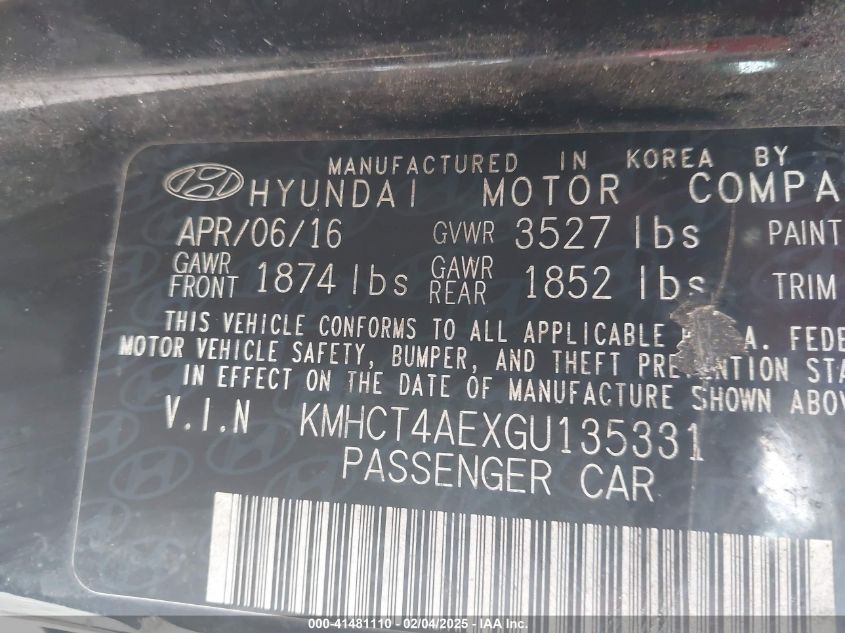 MANUFACTURED IN KOREA BY
HYUNDAI MOTOR COMPA
APR/06/16 GVWR 3527 lbs PAINT
GAWR FRONT 1874 lbs GAWR REAR 1852 lbs TRIM
THIS VEHICLE CONFORMS TO ALL APPLICABLE A. FEDE
MOTOR VEHICLE SAFETY, BUMPER, AND THEFT PREVENTION STA
IN EFFECT ON THE DATE OF MANUFACTURE SHOWN ABOV
V.I.N KMHCT4AEXGU135331
PASSENGER CAR
000-41481110 - 02/04/2025 - IAA Inc.